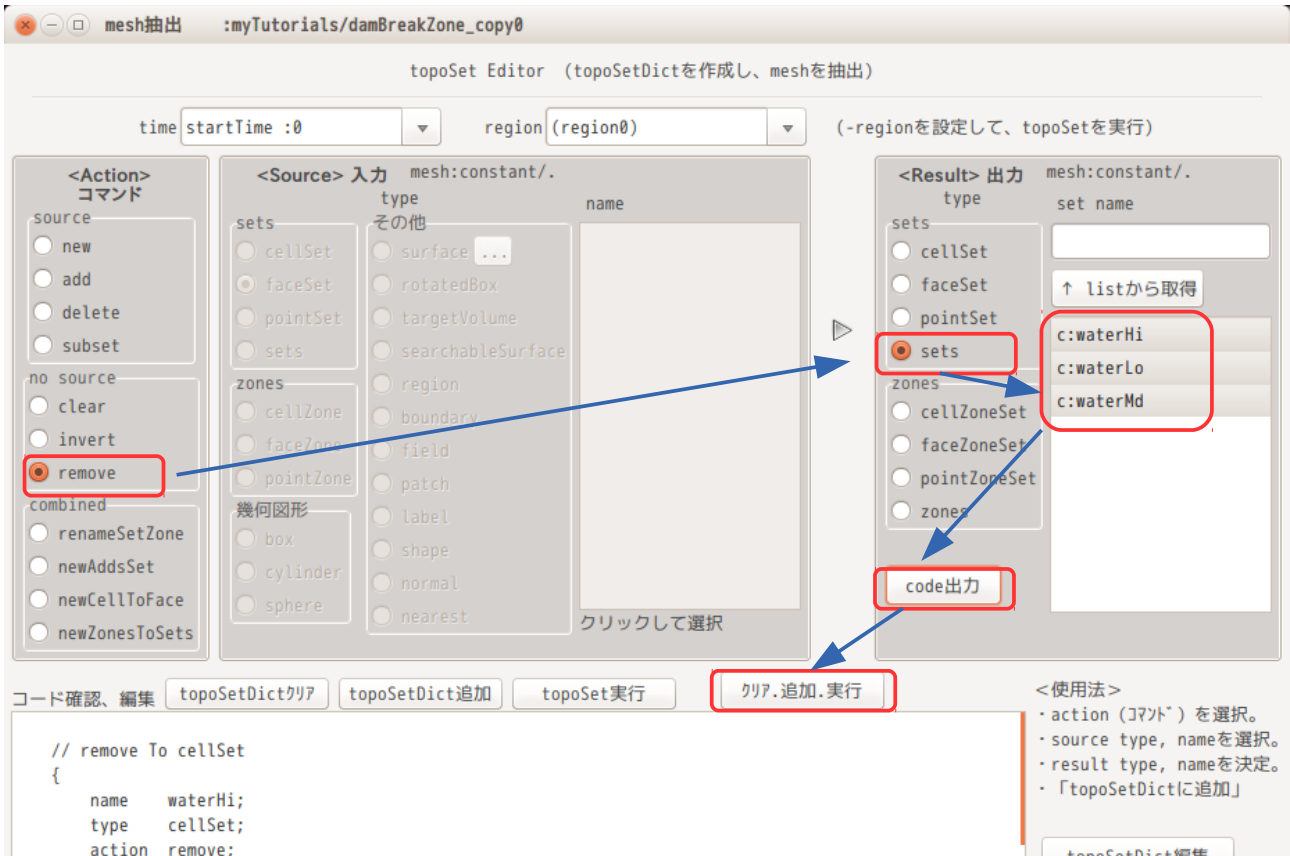 mesh抽出 :myTutorials/damBreakZone_copy0
topoSet Editor （topoSetDictを作成し、meshを抽出）
time startTime :0 region (region0) (-regionを設定して、topoSetを実行)
<Action>
コマンド
source
new
add
delete
subset
no source
clear
invert
remove
combined
renameSetZone
newAddsSet
newCellToFace
newZonesToSets
<Source> 入力 mesh:constant/.
type
name
sets
cellSet
faceSet
pointSet
sets
zones
cellZone
faceZone
pointZone
幾何図形
box
cylinder
sphere
その他
surface ...
rotatedBox
targetVolume
searchableSurface
region
boundary
field
patch
label
shape
normal
nearest
クリックして選択
<Result> 出力 mesh:constant/.
type
set name
sets
cellSet
faceSet
pointSet
sets
zones
cellZoneSet
faceZoneSet
pointZoneSet
zones
code出力
↑ listから取得
c:waterHi
c:waterLo
c:waterMd
コード確認、編集 topoSetDictｸﾘｱ topoSetDict追加 topoSet実行 ｸﾘｱ.追加.実行
// remove To cellSet
{
name waterHi;
type cellSet;
action remove;
<使用法>
・action (ｺﾏﾝﾄﾞ) を選択。
・source type, nameを選択。
・result type, nameを決定。
・「topoSetDictに追加」
topoSetDict編集